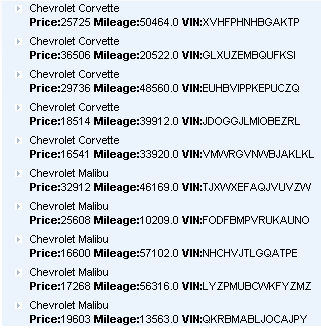 Chevrolet Corvette
Price:25725 Mileage:50464.0 VIN:XVHFPHNHBGAKTP
Chevrolet Corvette
Price:36506 Mileage:20522.0 VIN:GLXUZEMBQUFKSI
Chevrolet Corvette
Price:29736 Mileage:48560.0 VIN:EUHBVIPPKEPUCZQ
Chevrolet Corvette
Price:18514 Mileage:39912.0 VIN:JDOGGJLMIOBEZRL
Chevrolet Corvette
Price:16541 Mileage:33920.0 VIN:VMWRGVNWBJAKLKL
Chevrolet Malibu
Price:32912 Mileage:46169.0 VIN:TJXWXEFAQJVUVZW
Chevrolet Malibu
Price:25608 Mileage:10209.0 VIN:FODFBMPVRUKAUNO
Chevrolet Malibu
Price:16600 Mileage:57102.0 VIN:NHCHVJTLGQATPE
Chevrolet Malibu
Price:17268 Mileage:56316.0 VIN:LYZPMUBCWKFYZMZ
Chevrolet Malibu
Price:19603 Mileage:13563.0 VIN:QKRBMABLJOCAJPY